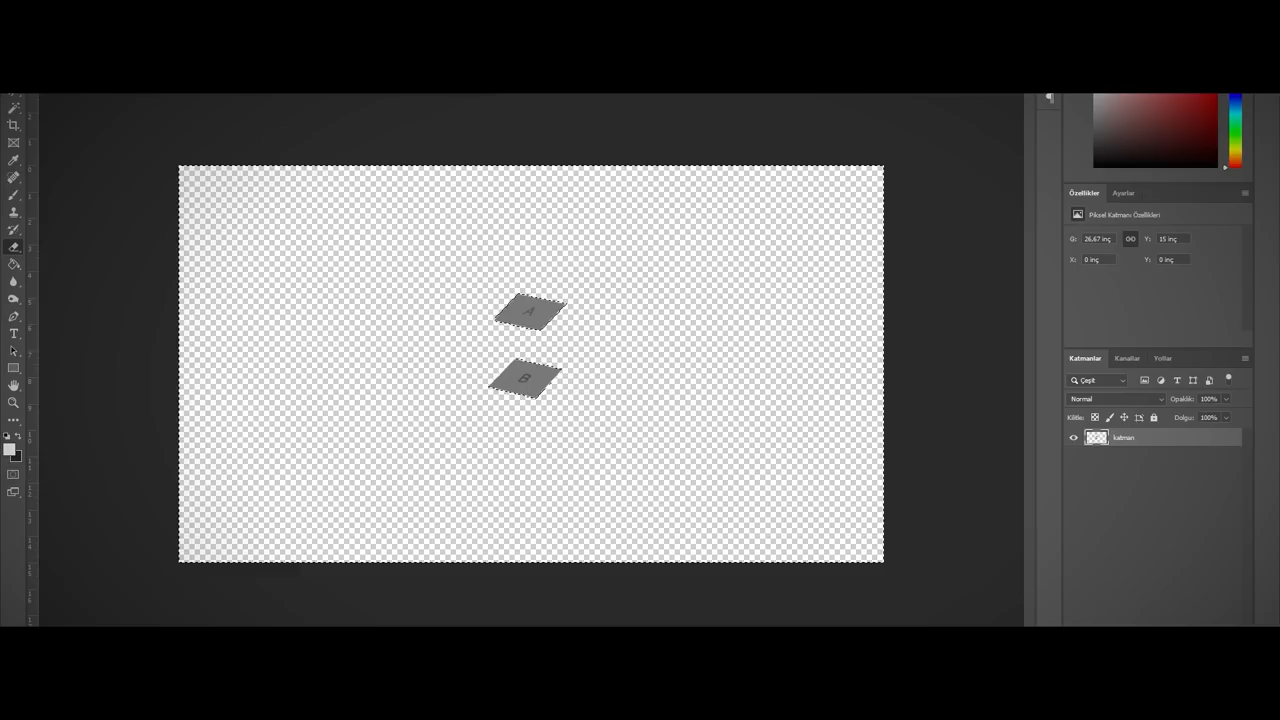 A
B
Özellikler Ayarlar
Piksel Katmanı Özellikleri
G: 26,67 inç Y: 15 inç
X: 0 inç Y: 0 inç
Katmanlar Kanallar Yollar
Çeşit
Normal Opaklık: 100%
Kilitle: Dolgu: 100%
katman